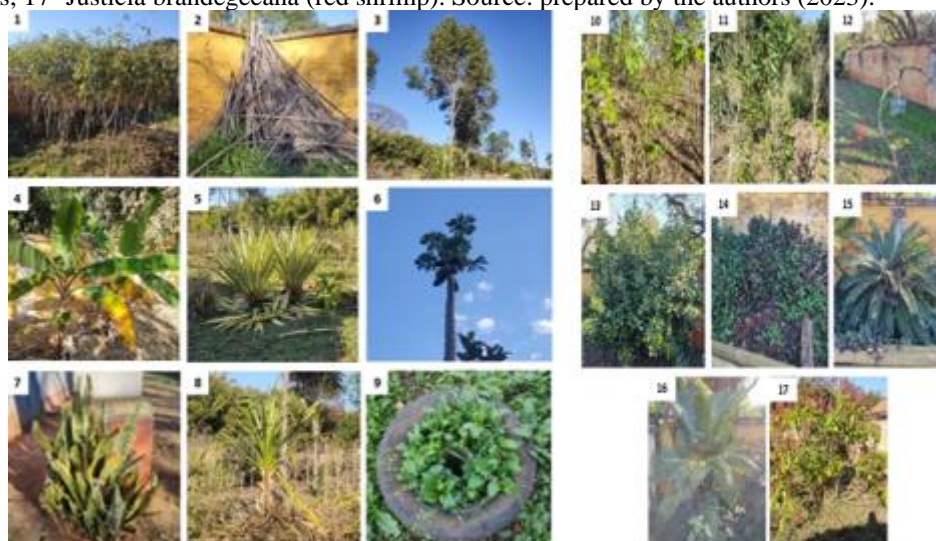 s, 17- Justicia brandegeeana (red shrimp). Source: prepared by the authors (2023).
1 2 3 10 11 12
4 5 6 13 14 15
7 8 9 16 17